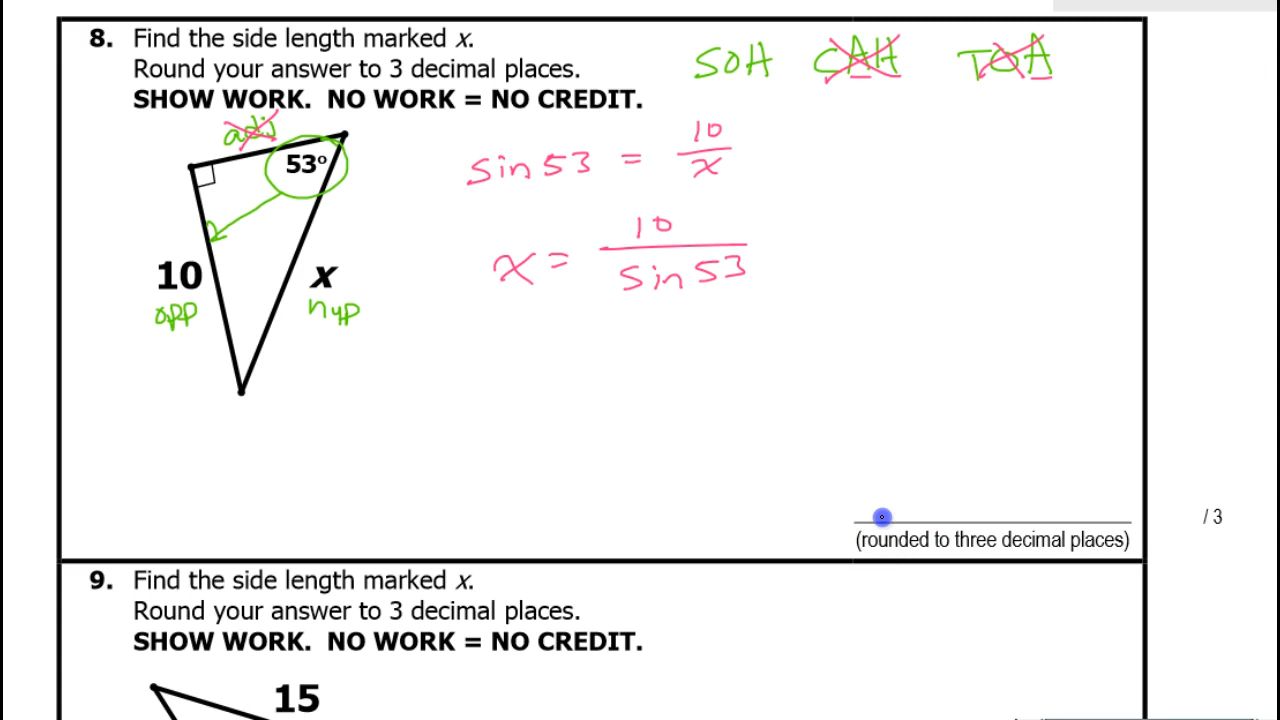 8. Find the side length marked x.
Round your answer to 3 decimal places.
SHOW WORK. NO WORK = NO CREDIT.
SOH CAH TOA
adj
53°
10
opp
x
hyp
sin 53 = 10/x
x = 10/sin 53
/ 3
(rounded to three decimal places)
9. Find the side length marked x.
Round your answer to 3 decimal places.
SHOW WORK. NO WORK = NO CREDIT.
15